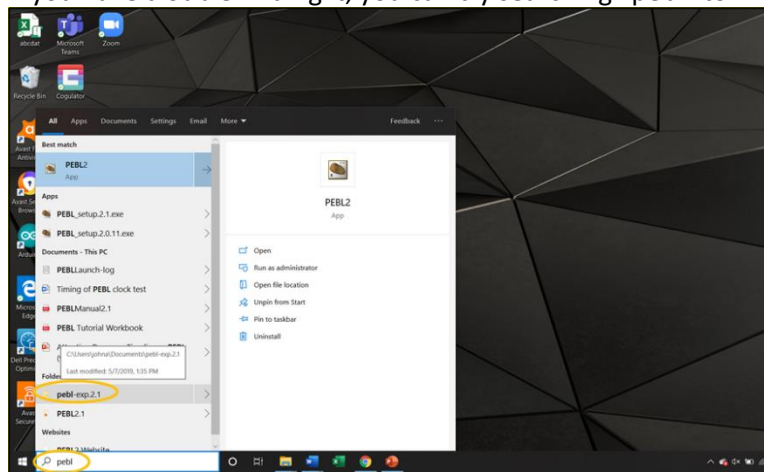 abcdat
Microsoft
Teams
Zoom
Recycle Bin
Cogulator
All Apps Documents Settings Email More Feedback ...
Best match
PEBL2
App
Apps
PEBL_setup.2.1.exe
PEBL_setup.2.0.11.exe
Documents - This PC
PEBLLaunch-log
Timing of PEBL clock test
PEBLManual2.1
PEBL Tutorial Workbook
C:\Users\johnu\Documents\pebl-exp.2.1
Last modified: 5/7/2019, 1:35 PM
pebl-exp.2.1
PEBL2.1
Websites
PEBL2
App
Open
Run as administrator
Open file location
Unpin from Start
Pin to taskbar
Uninstall
pebl